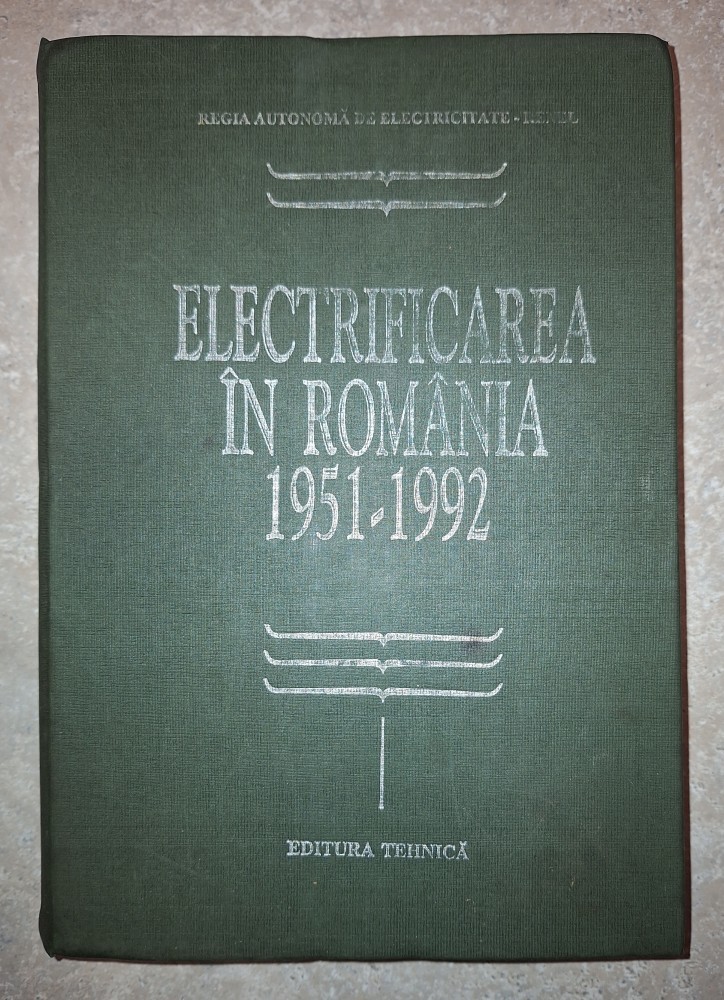 REGIA AUTONOMĂ DE ELECTRICITATE - RENEL
ELECTRIFICAREA
ÎN ROMÂNIA
1951-1992
EDITURA TEHNICĂ